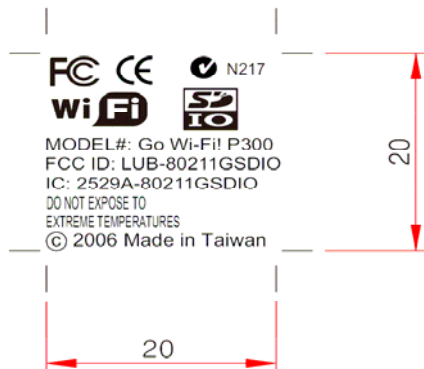 FC CE N217
Wi Fi SD IO
MODEL#: Go Wi-Fi! P300
FCC ID: LUB-80211GSDIO
IC: 2529A-80211GSDIO
DO NOT EXPOSE TO
EXTREME TEMPERATURES
© 2006 Made in Taiwan
20
20